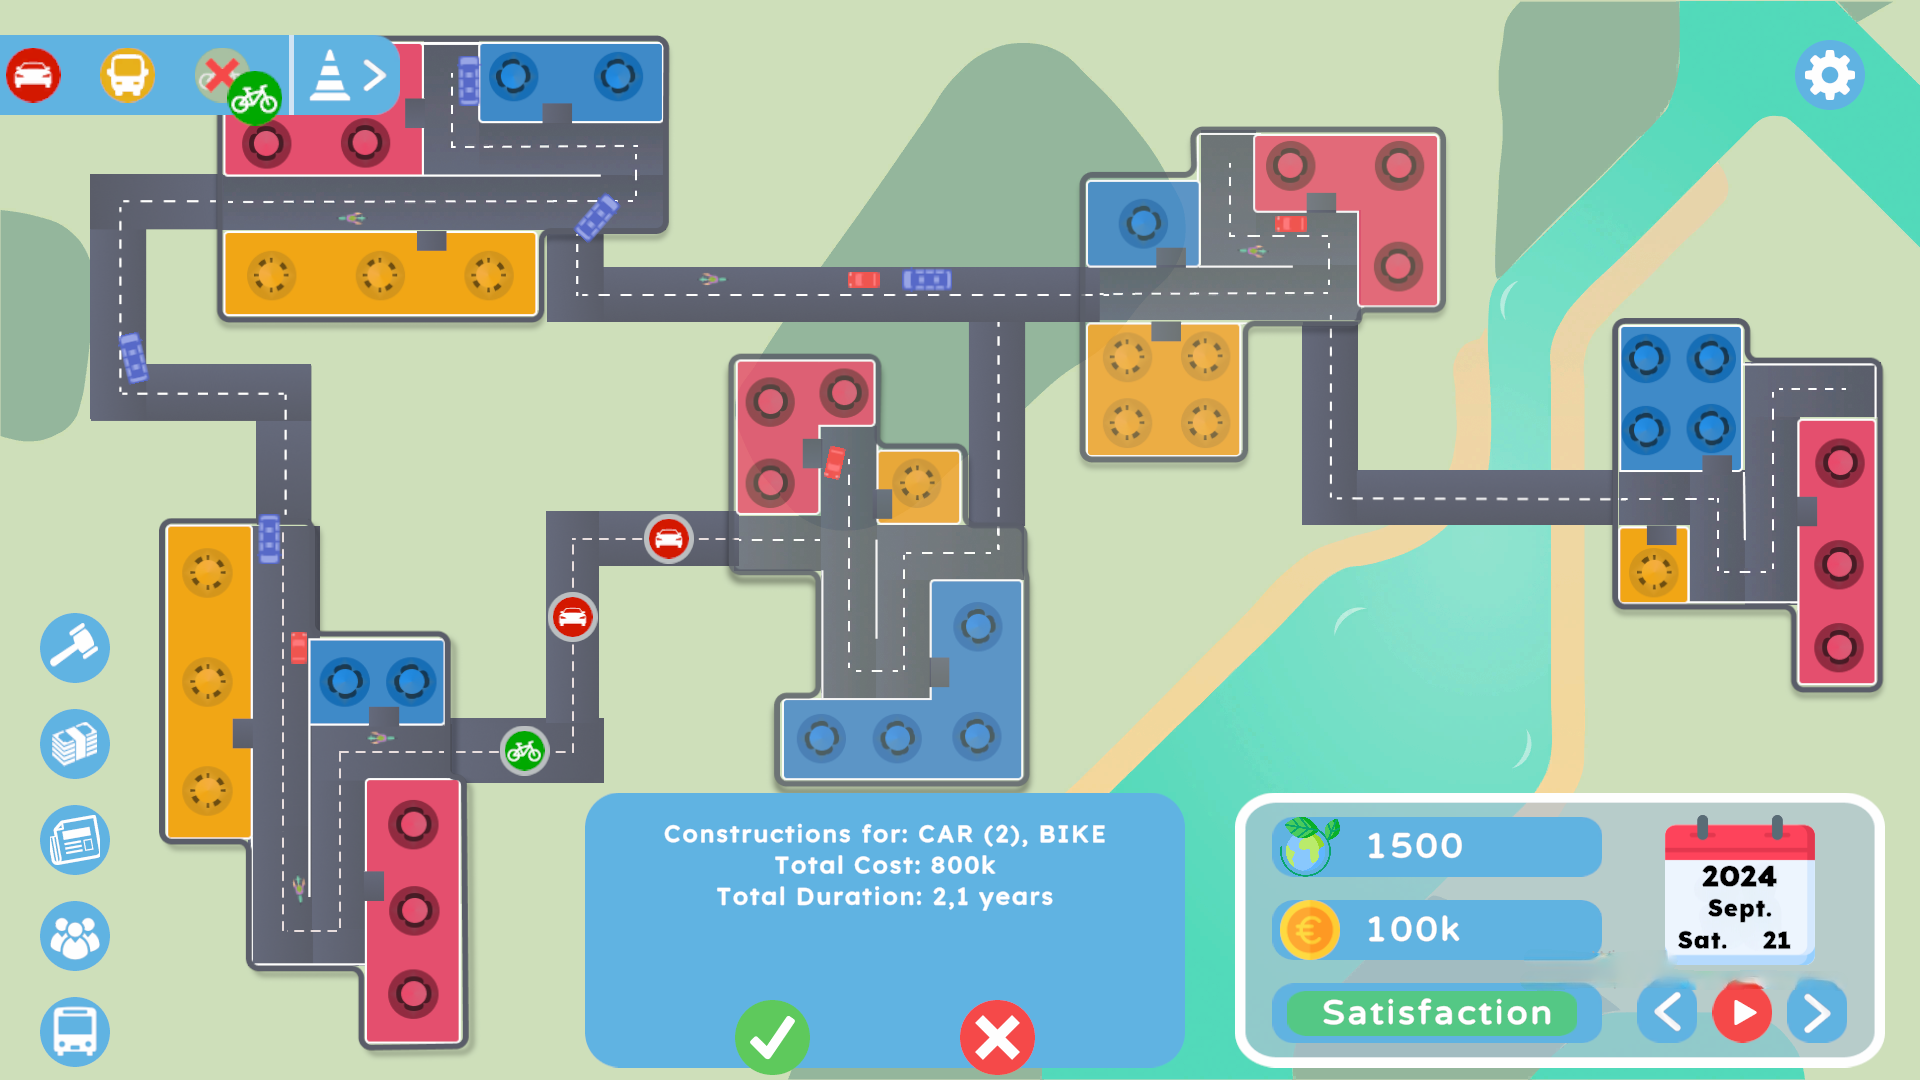 Constructions for: CAR (2), BIKE
Total Cost: 800k
Total Duration: 2,1 years
1500
100k
Satisfaction
2024
Sept.
Sat. 21